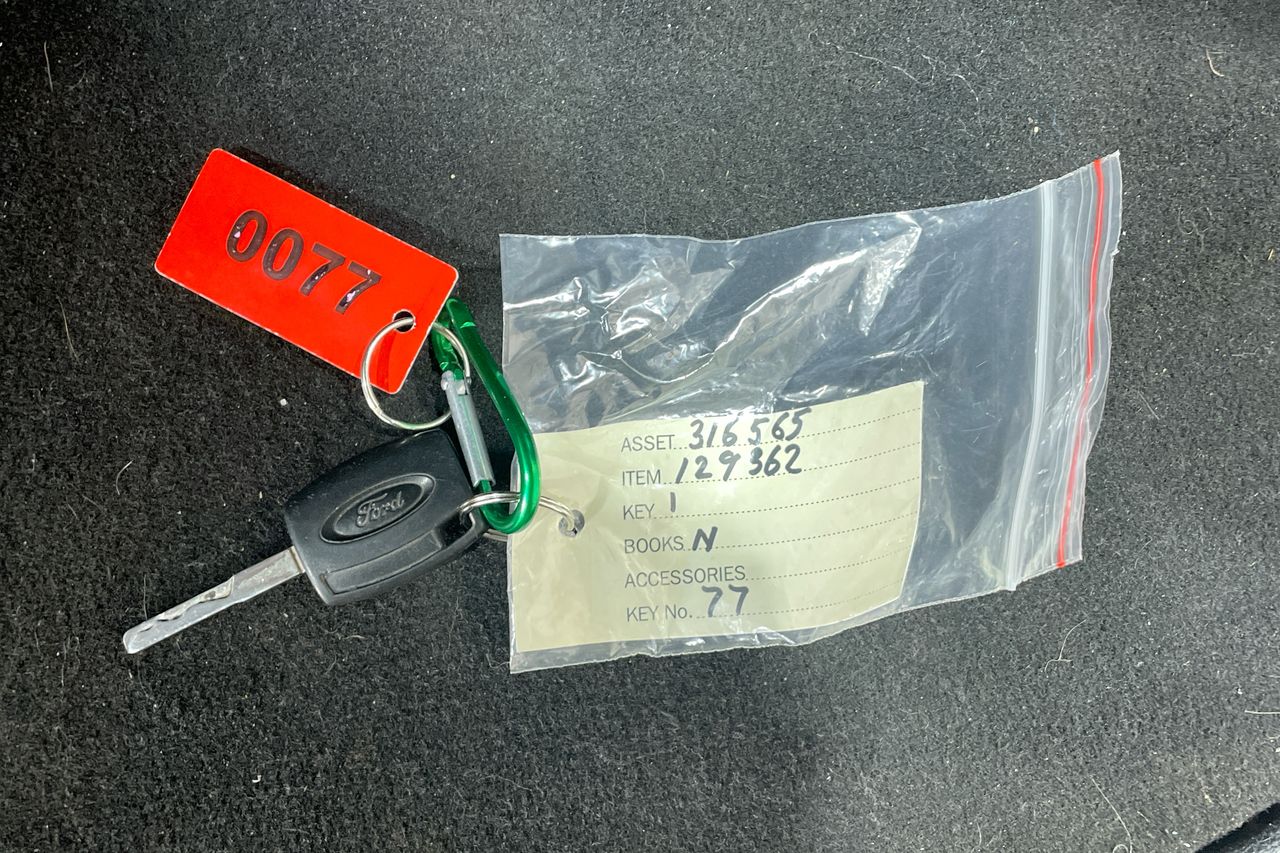 0077
Ford
ASSET 316565
ITEM 129362
KEY 1
BOOKS N
ACCESSORIES
KEY No. 77